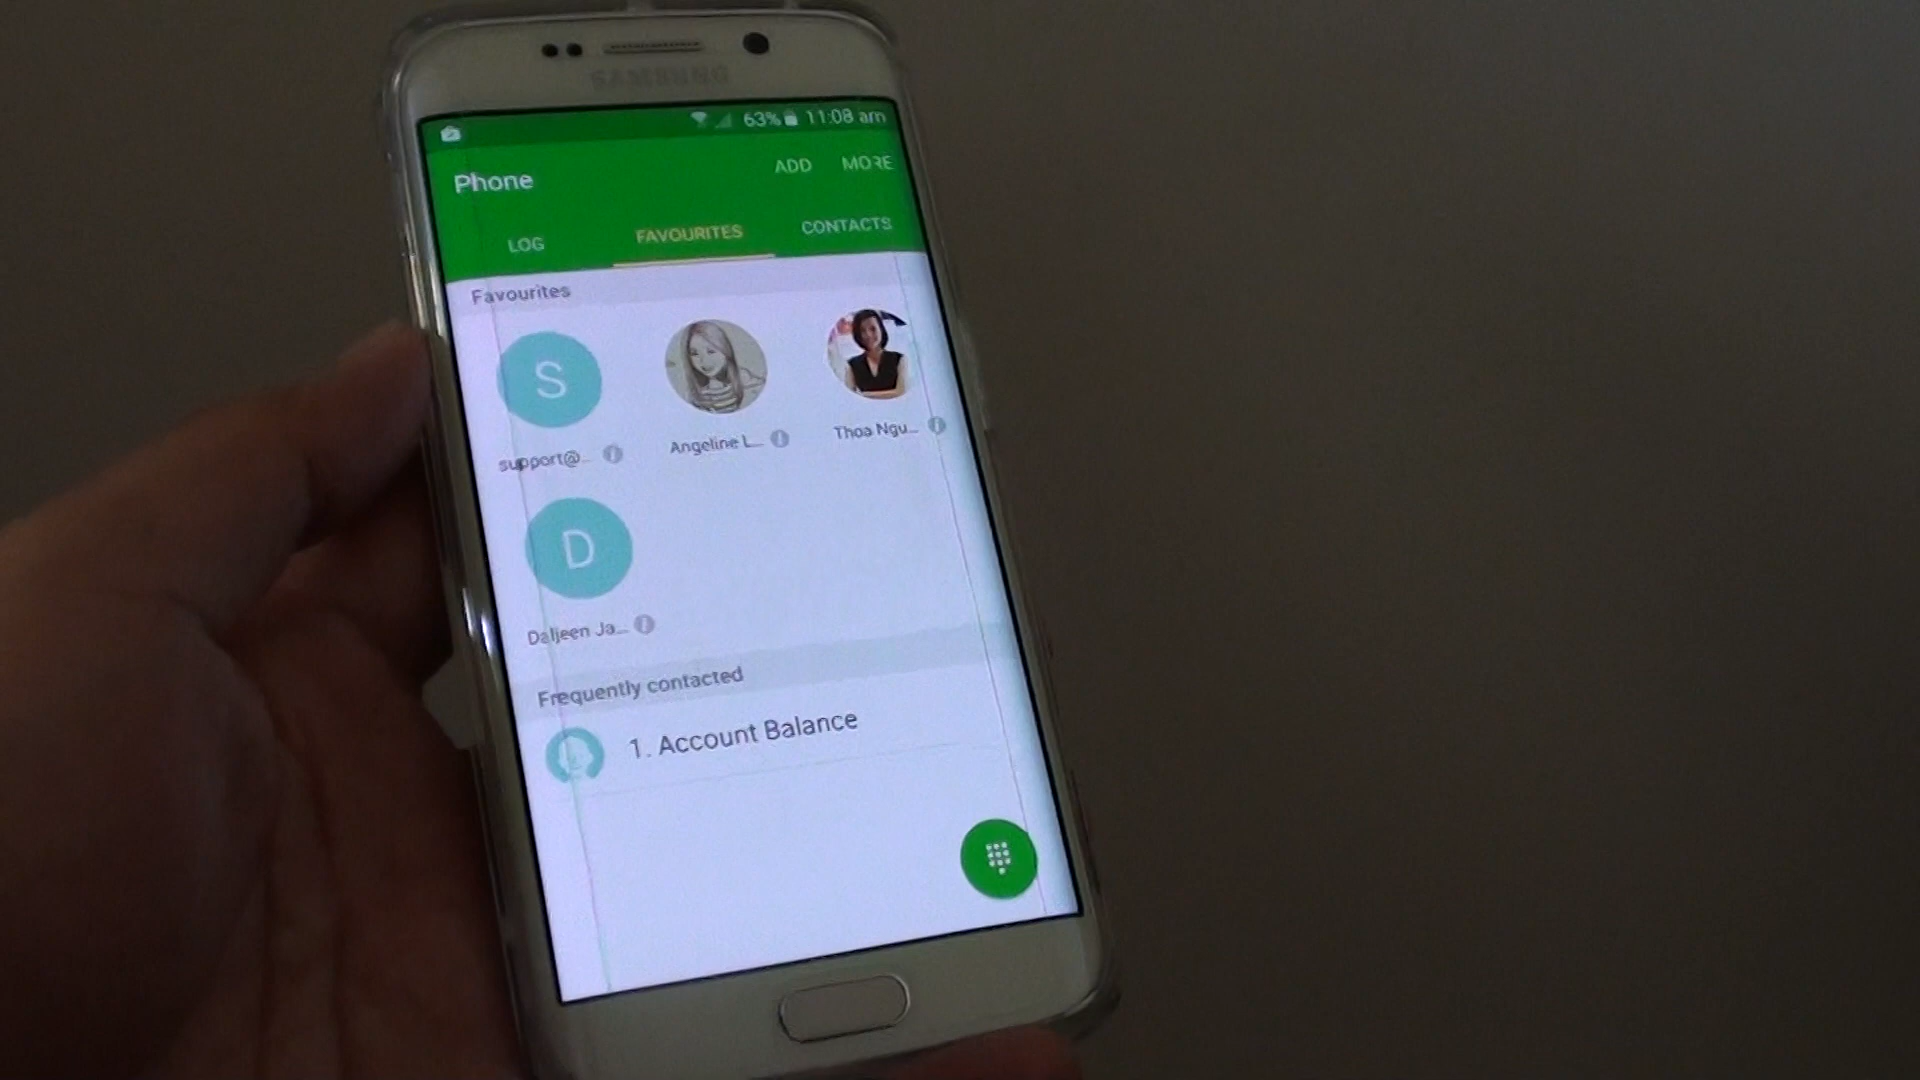 SAMSUNG
63% 11:08 am
Phone ADD MORE
LOG FAVOURITES CONTACTS
Favourites
S
support@... Angeline L... Thoa Ngu...
D
Daljeen Ja...
Frequently contacted
1. Account Balance